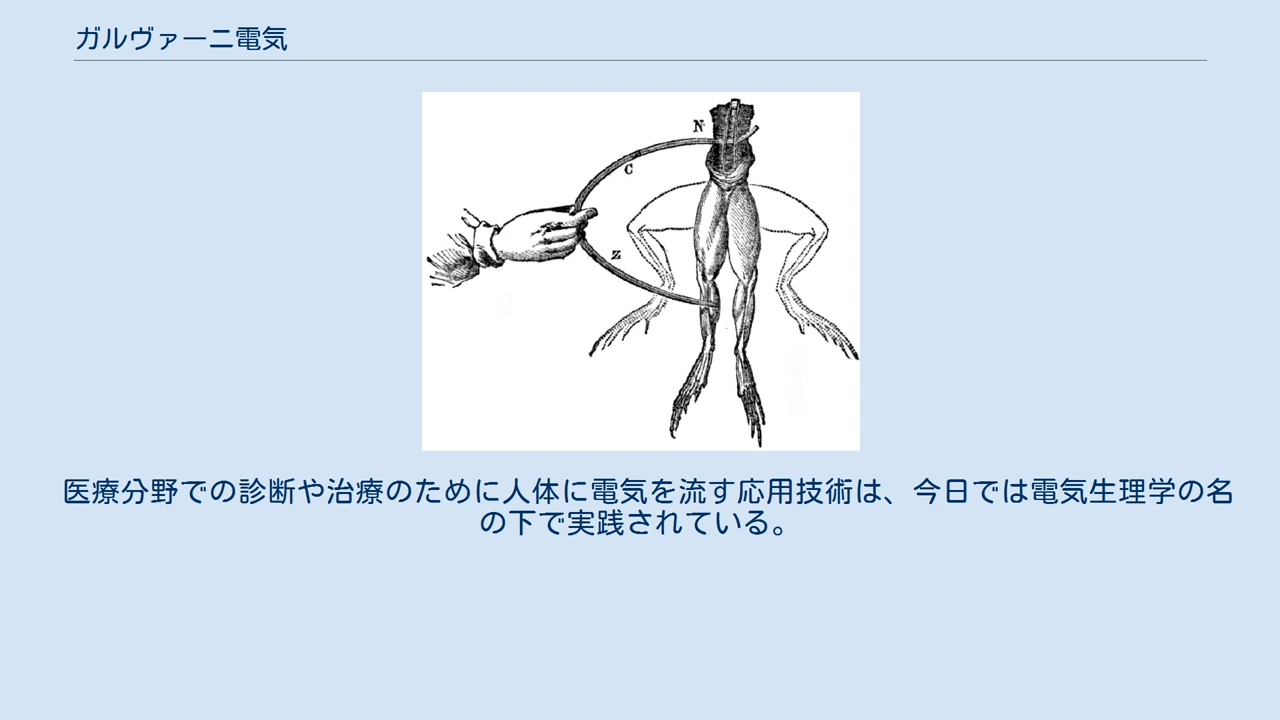 ガルヴァーニ電気
N
C
Z
医療分野での診断や治療のために人体に電気を流す応用技術は、今日では電気生理学の名
の下で実践されている。